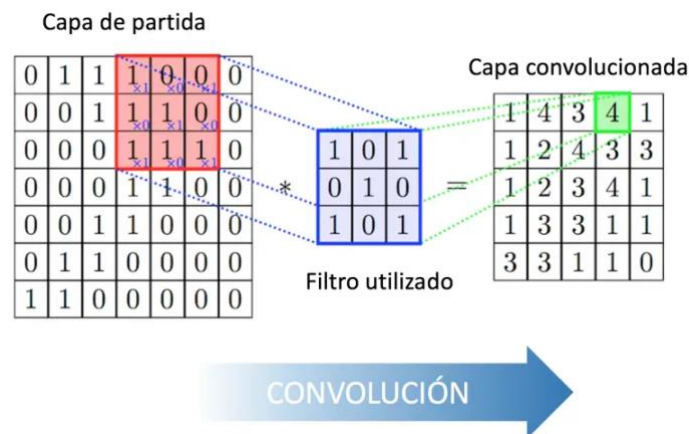 Capa de partida
Capa convolucionada
0 1 1 1 0 0 0
0 0 1 1 1 0 0
0 0 0 1 1 1 0
0 0 0 1 1 0 0
0 0 1 1 0 0 0
0 1 1 0 0 0 0
1 1 0 0 0 0 0
×1 ×0 ×1
×0 ×1 ×0
×1 ×0 ×1
*
1 0 1
0 1 0
1 0 1
=
1 4 3 4 1
1 2 4 3 3
1 2 3 4 1
1 3 3 1 1
3 3 1 1 0
Filtro utilizado
CONVOLUCIÓN